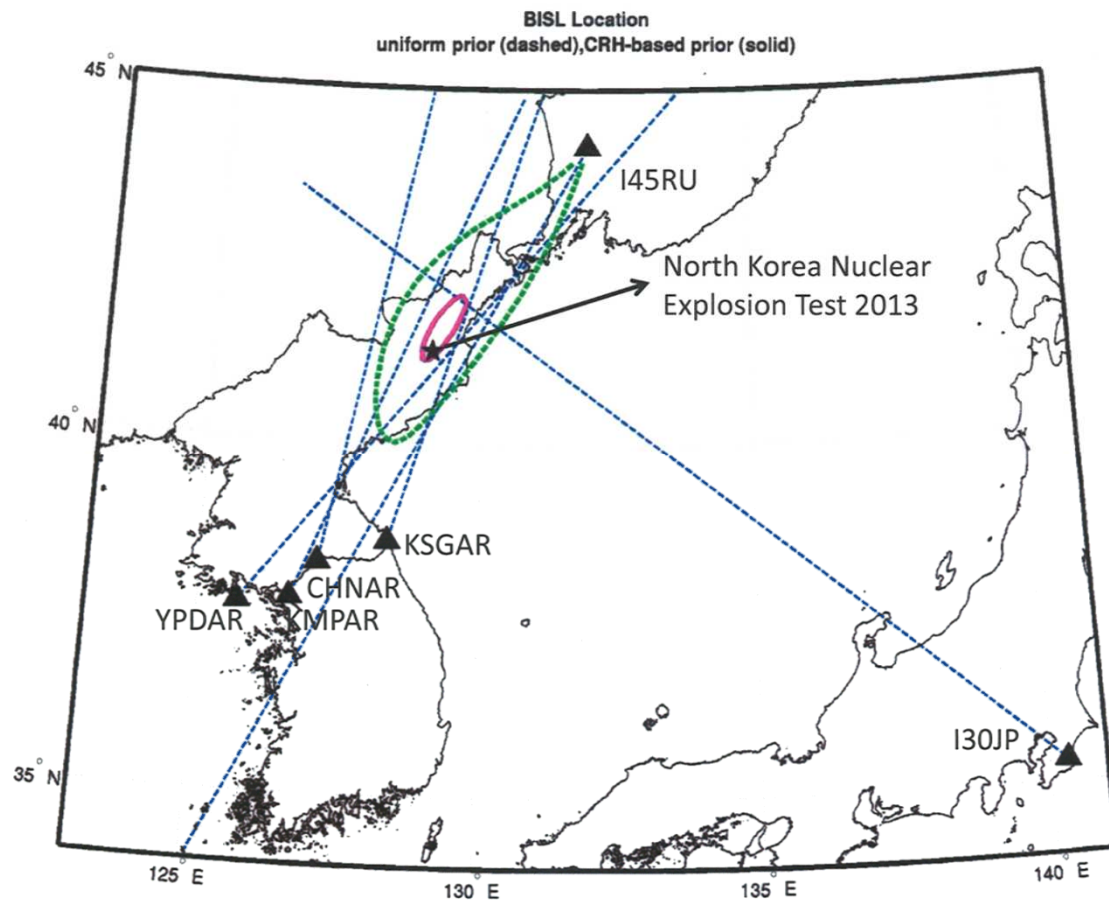 BISL Location
uniform prior (dashed),CRH-based prior (solid)
45° N
I45RU
North Korea Nuclear
Explosion Test 2013
40° N
KSGAR
CHNAR
YPDAR
KMPAR
I30JP
35° N
125 E
130 E
135 E
140 E